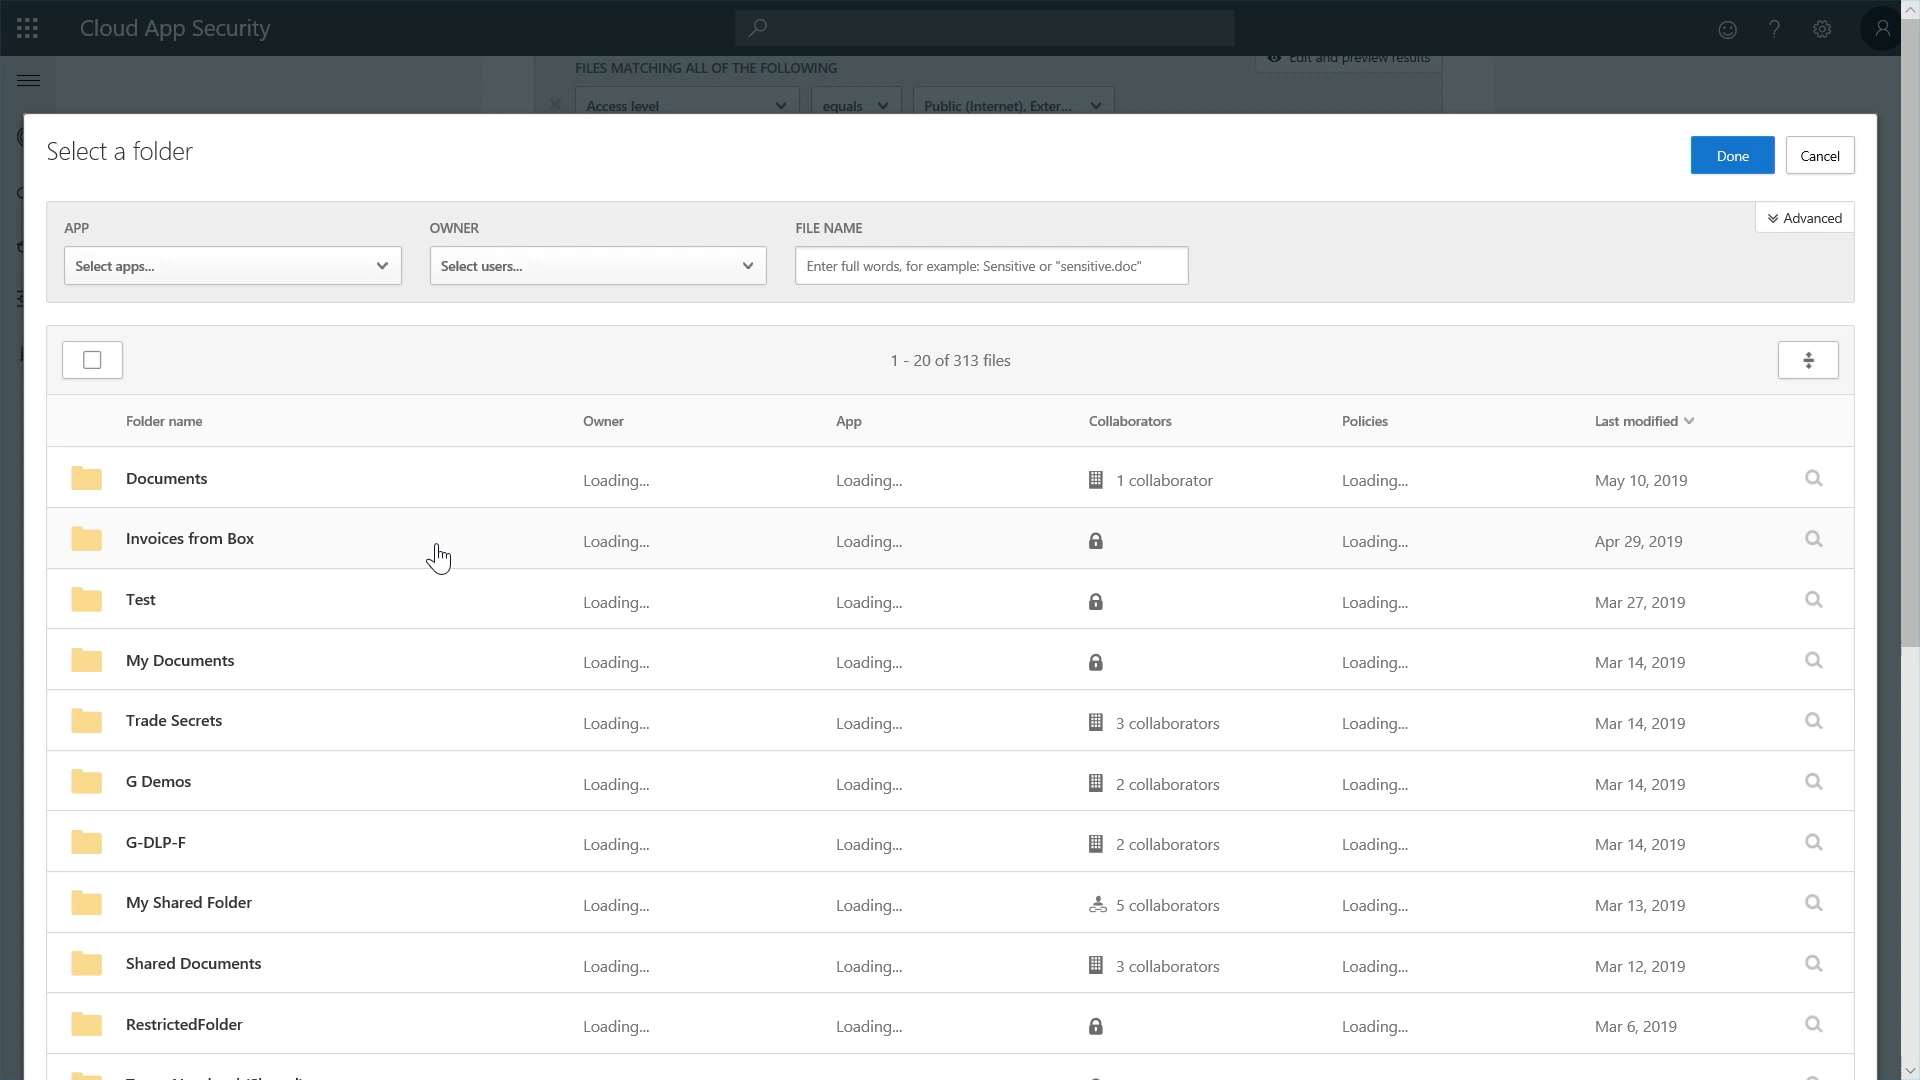 Cloud App Security
FILES MATCHING ALL OF THE FOLLOWING
Edit and preview results
Access level equals Public (Internet), Exter...
Select a folder
Done Cancel
APP OWNER FILE NAME Advanced
Select apps... Select users... Enter full words, for example: Sensitive or "sensitive.doc"
1 - 20 of 313 files
Folder name Owner App Collaborators Policies Last modified
Documents Loading... Loading... 1 collaborator Loading... May 10, 2019
Invoices from Box Loading... Loading... Loading... Apr 29, 2019
Test Loading... Loading... Loading... Mar 27, 2019
My Documents Loading... Loading... Loading... Mar 14, 2019
Trade Secrets Loading... Loading... 3 collaborators Loading... Mar 14, 2019
G Demos Loading... Loading... 2 collaborators Loading... Mar 14, 2019
G-DLP-F Loading... Loading... 2 collaborators Loading... Mar 14, 2019
My Shared Folder Loading... Loading... 5 collaborators Loading... Mar 13, 2019
Shared Documents Loading... Loading... 3 collaborators Loading... Mar 12, 2019
RestrictedFolder Loading... Loading... Loading... Mar 6, 2019